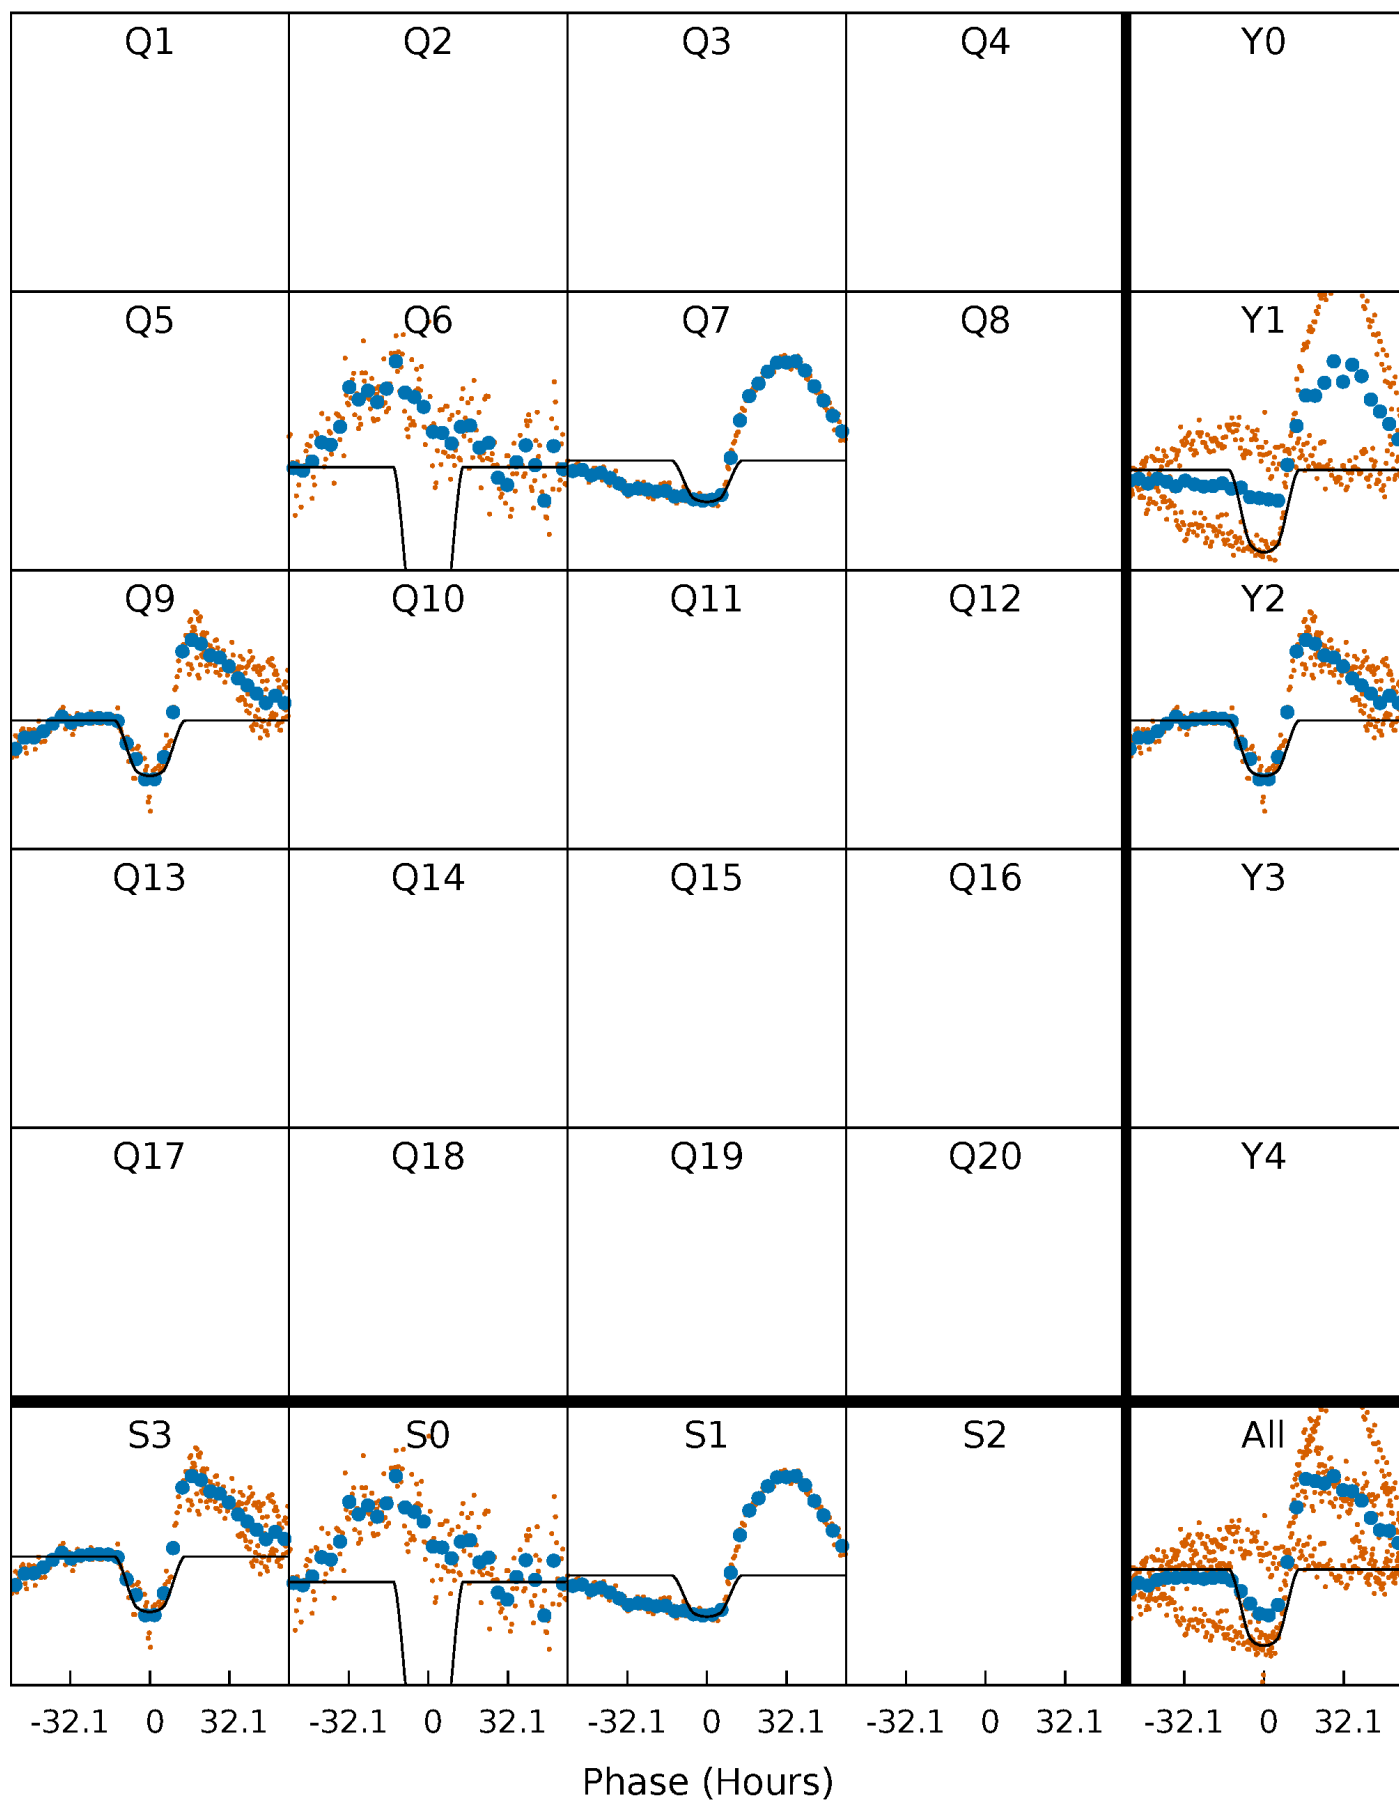 Q1 Q2 Q3 Q4 Y0
Q5 Q6 Q7 Q8 Y1
Q9 Q10 Q11 Q12 Y2
Q13 Q14 Q15 Q16 Y3
Q17 Q18 Q19 Q20 Y4
S3 S0 S1 S2 All
-32.1 0 32.1 -32.1 0 32.1 -32.1 0 32.1 -32.1 0 32.1 -32.1 0 32.1
Phase (Hours)